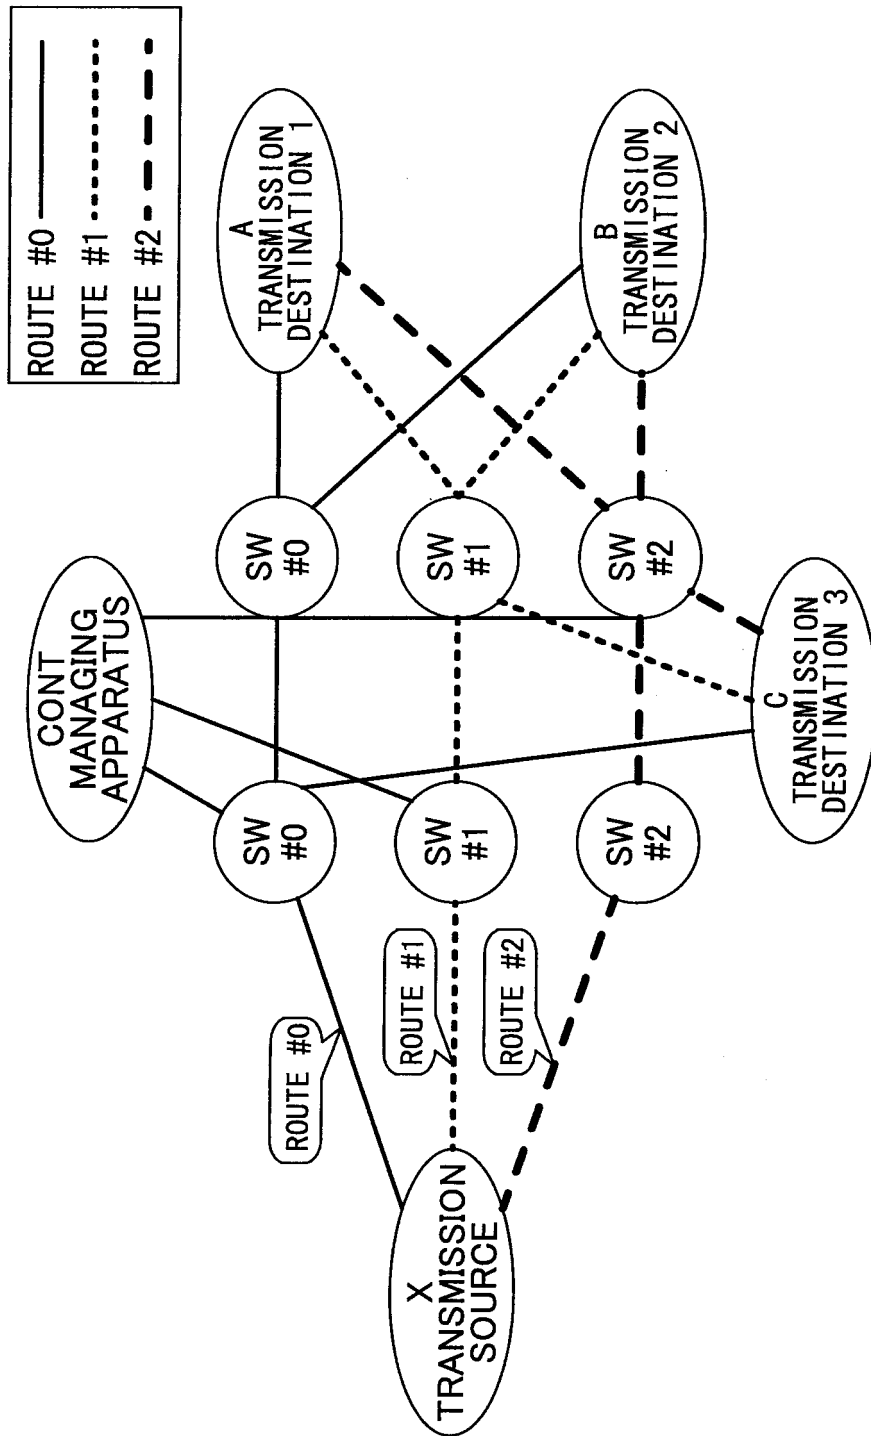 ROUTE #0
ROUTE #1
ROUTE #2
CONT
MANAGING
APPARATUS
A
TRANSMISSION
DESTINATION 1
SW
#0
SW
#0
ROUTE #0
X
TRANSMISSION
SOURCE
ROUTE #1
SW
#1
SW
#1
ROUTE #2
SW
#2
SW
#2
B
TRANSMISSION
DESTINATION 2
C
TRANSMISSION
DESTINATION 3